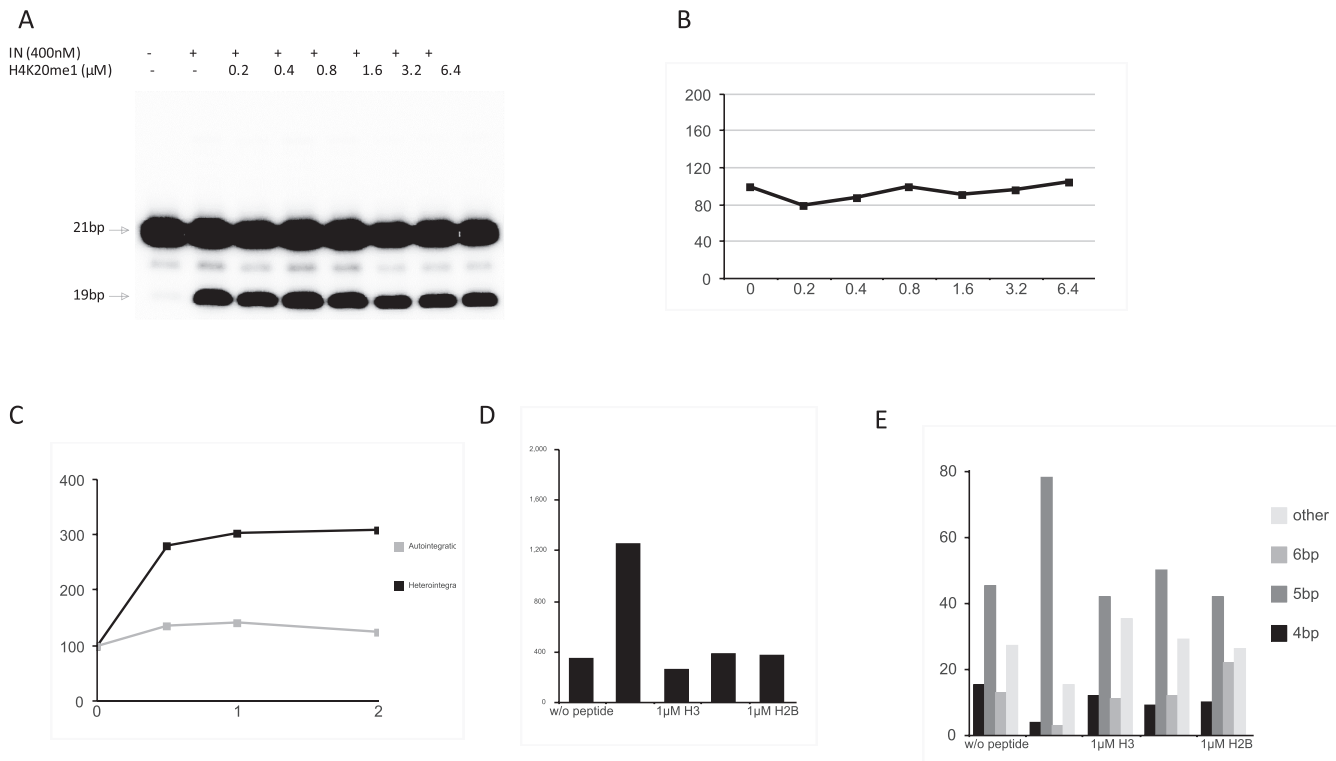 A
IN (400nM) - + + + + + + +
H4K20me1 (µM) - - 0.2 0.4 0.8 1.6 3.2 6.4
21bp
19bp
B
200
160
120
80
40
0
0 0.2 0.4 0.8 1.6 3.2 6.4
C
400
300
200
100
0
0 1 2
Autointegratic
Heterointegra
D
2,000
1,600
1,200
800
400
0
w/o peptide 1µM H3 1µM H2B
E
80
60
40
20
0
w/o peptide 1µM H3 1µM H2B
other
6bp
5bp
4bp